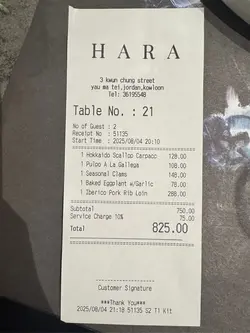 HARA
3 kwun chung street
yau ma tei,jordan,kowloon
Tel: 36195548
Table No. : 21
No of Guest : 2
Receipt No : 51135
Start Time : 2025/08/04 20:10
1 Hokkaido Scallop Carpaco 128.00
1 Pulpo A La Gallega 108.00
1 Seasonal Clams 148.00
1 Baked Eggplant w/Garlic 78.00
1 Iberico Pork Rib Loin 288.00
Subtotal 750.00
Service Charge 10% 75.00
Total 825.00
Customer Signature
***Thank You***
2025/08/04 21:18 51135 S2 T1 Kit